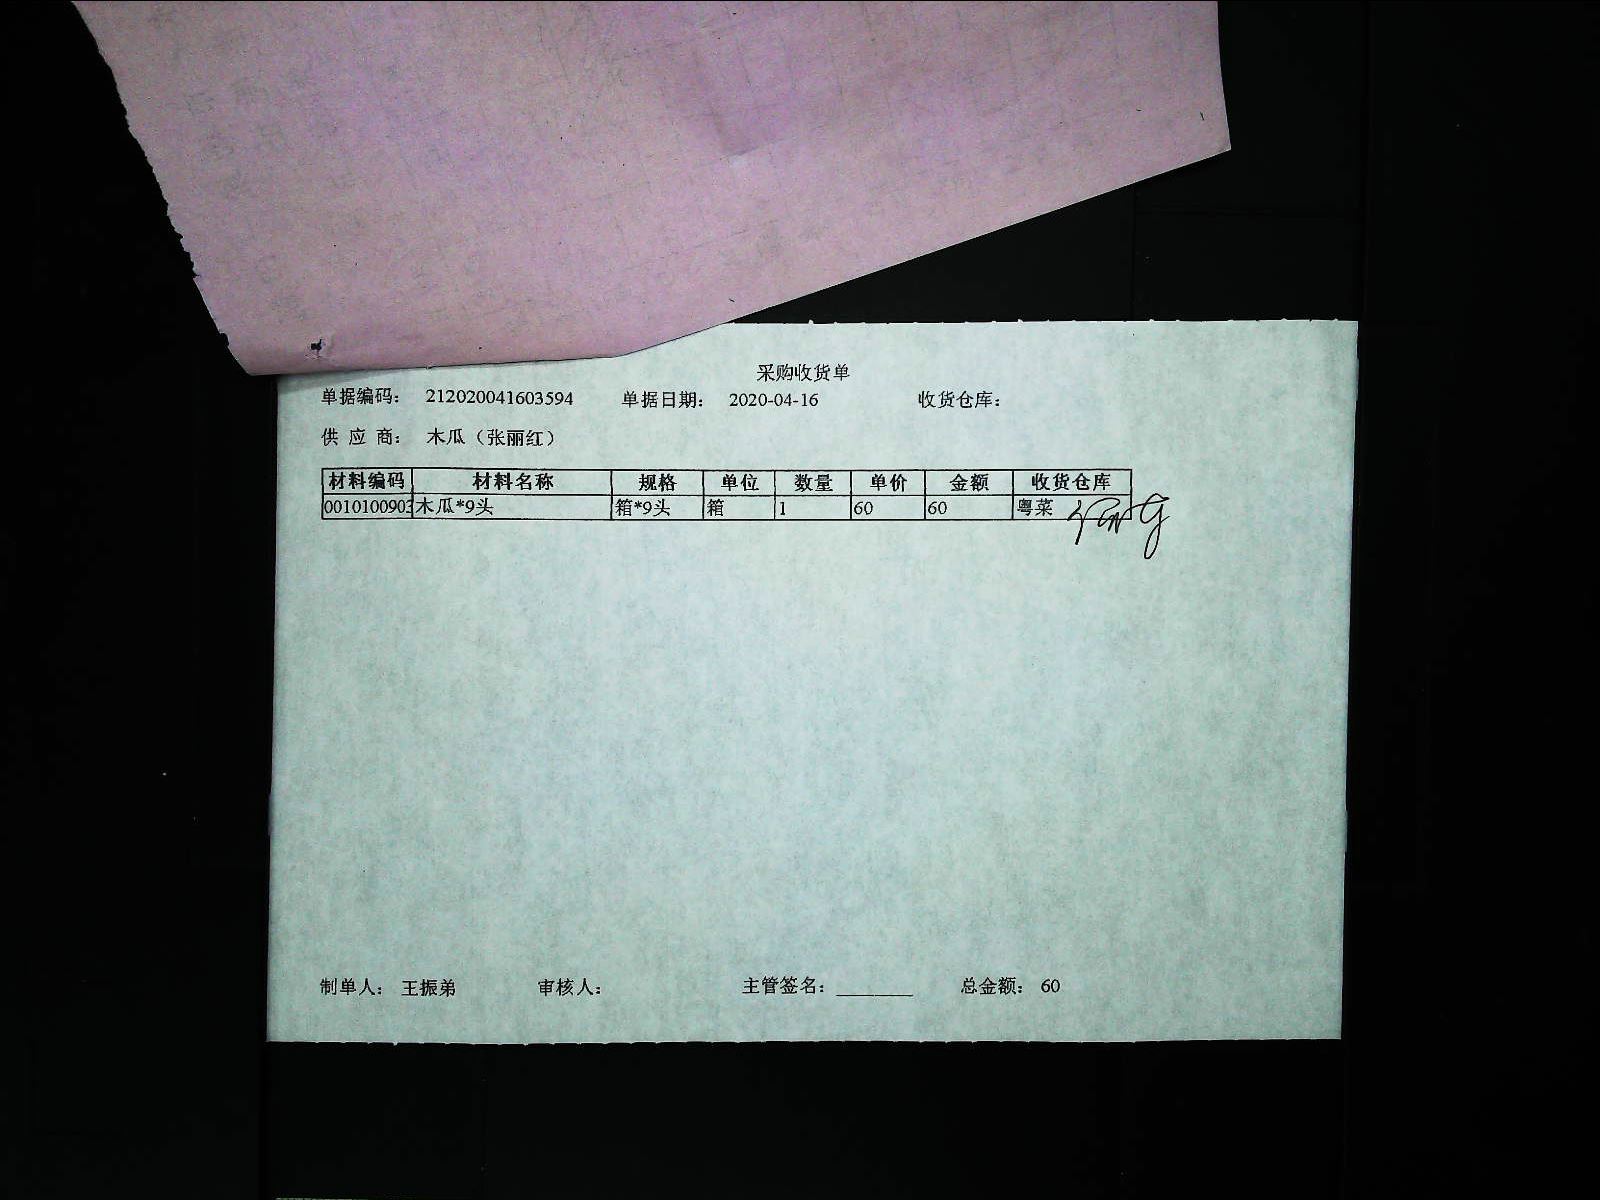 采购收货单
单据编码： 212020041603594 单据日期： 2020-04-16 收货仓库：
供 应 商： 木瓜（张丽红）
材料编码 材料名称 规格 单位 数量 单价 金额 收货仓库
0010100903 木瓜*9头 箱*9头 箱 1 60 60 粤菜
制单人： 王振弟 审核人： 主管签名：________ 总金额： 60